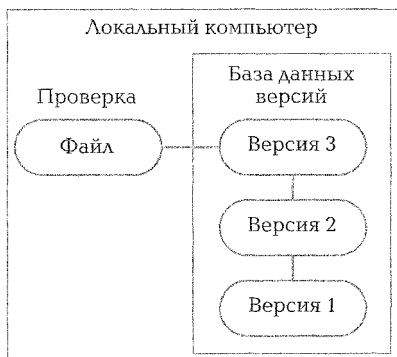 Локальный компьютер
База данных
версий
Проверка
Файл
Версия 3
Версия 2
Версия 1